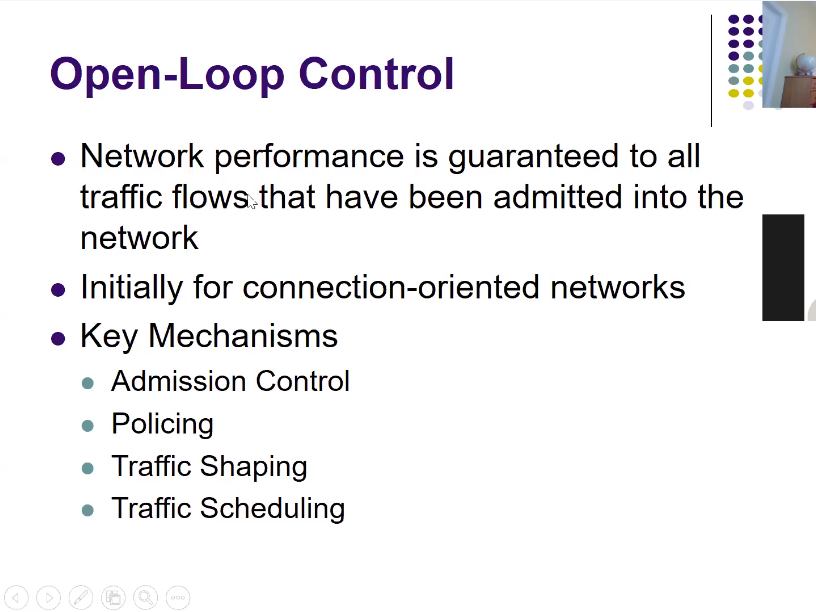 Open-Loop Control
Network performance is guaranteed to all
traffic flows that have been admitted into the
network
Initially for connection-oriented networks
Key Mechanisms
Admission Control
Policing
Traffic Shaping
Traffic Scheduling